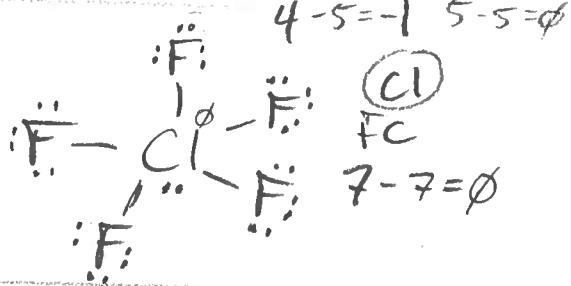 4-5=-1 5-5=∅
:F: Cl
F: FC
:F - Cl ∅ - F: 7-7=∅
:F: